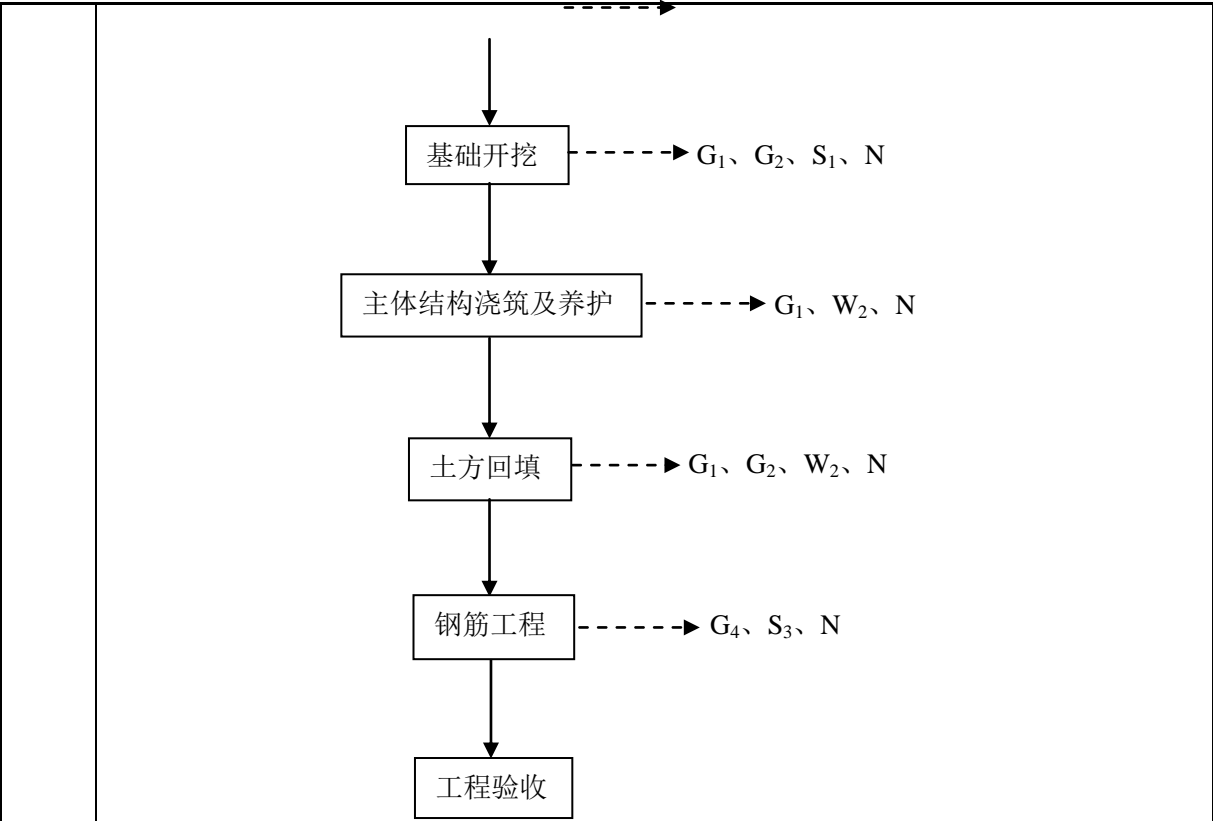 基础开挖 G₁、G₂、S₁、N
主体结构浇筑及养护 G₁、W₂、N
土方回填 G₁、G₂、W₂、N
钢筋工程 G₄、S₃、N
工程验收